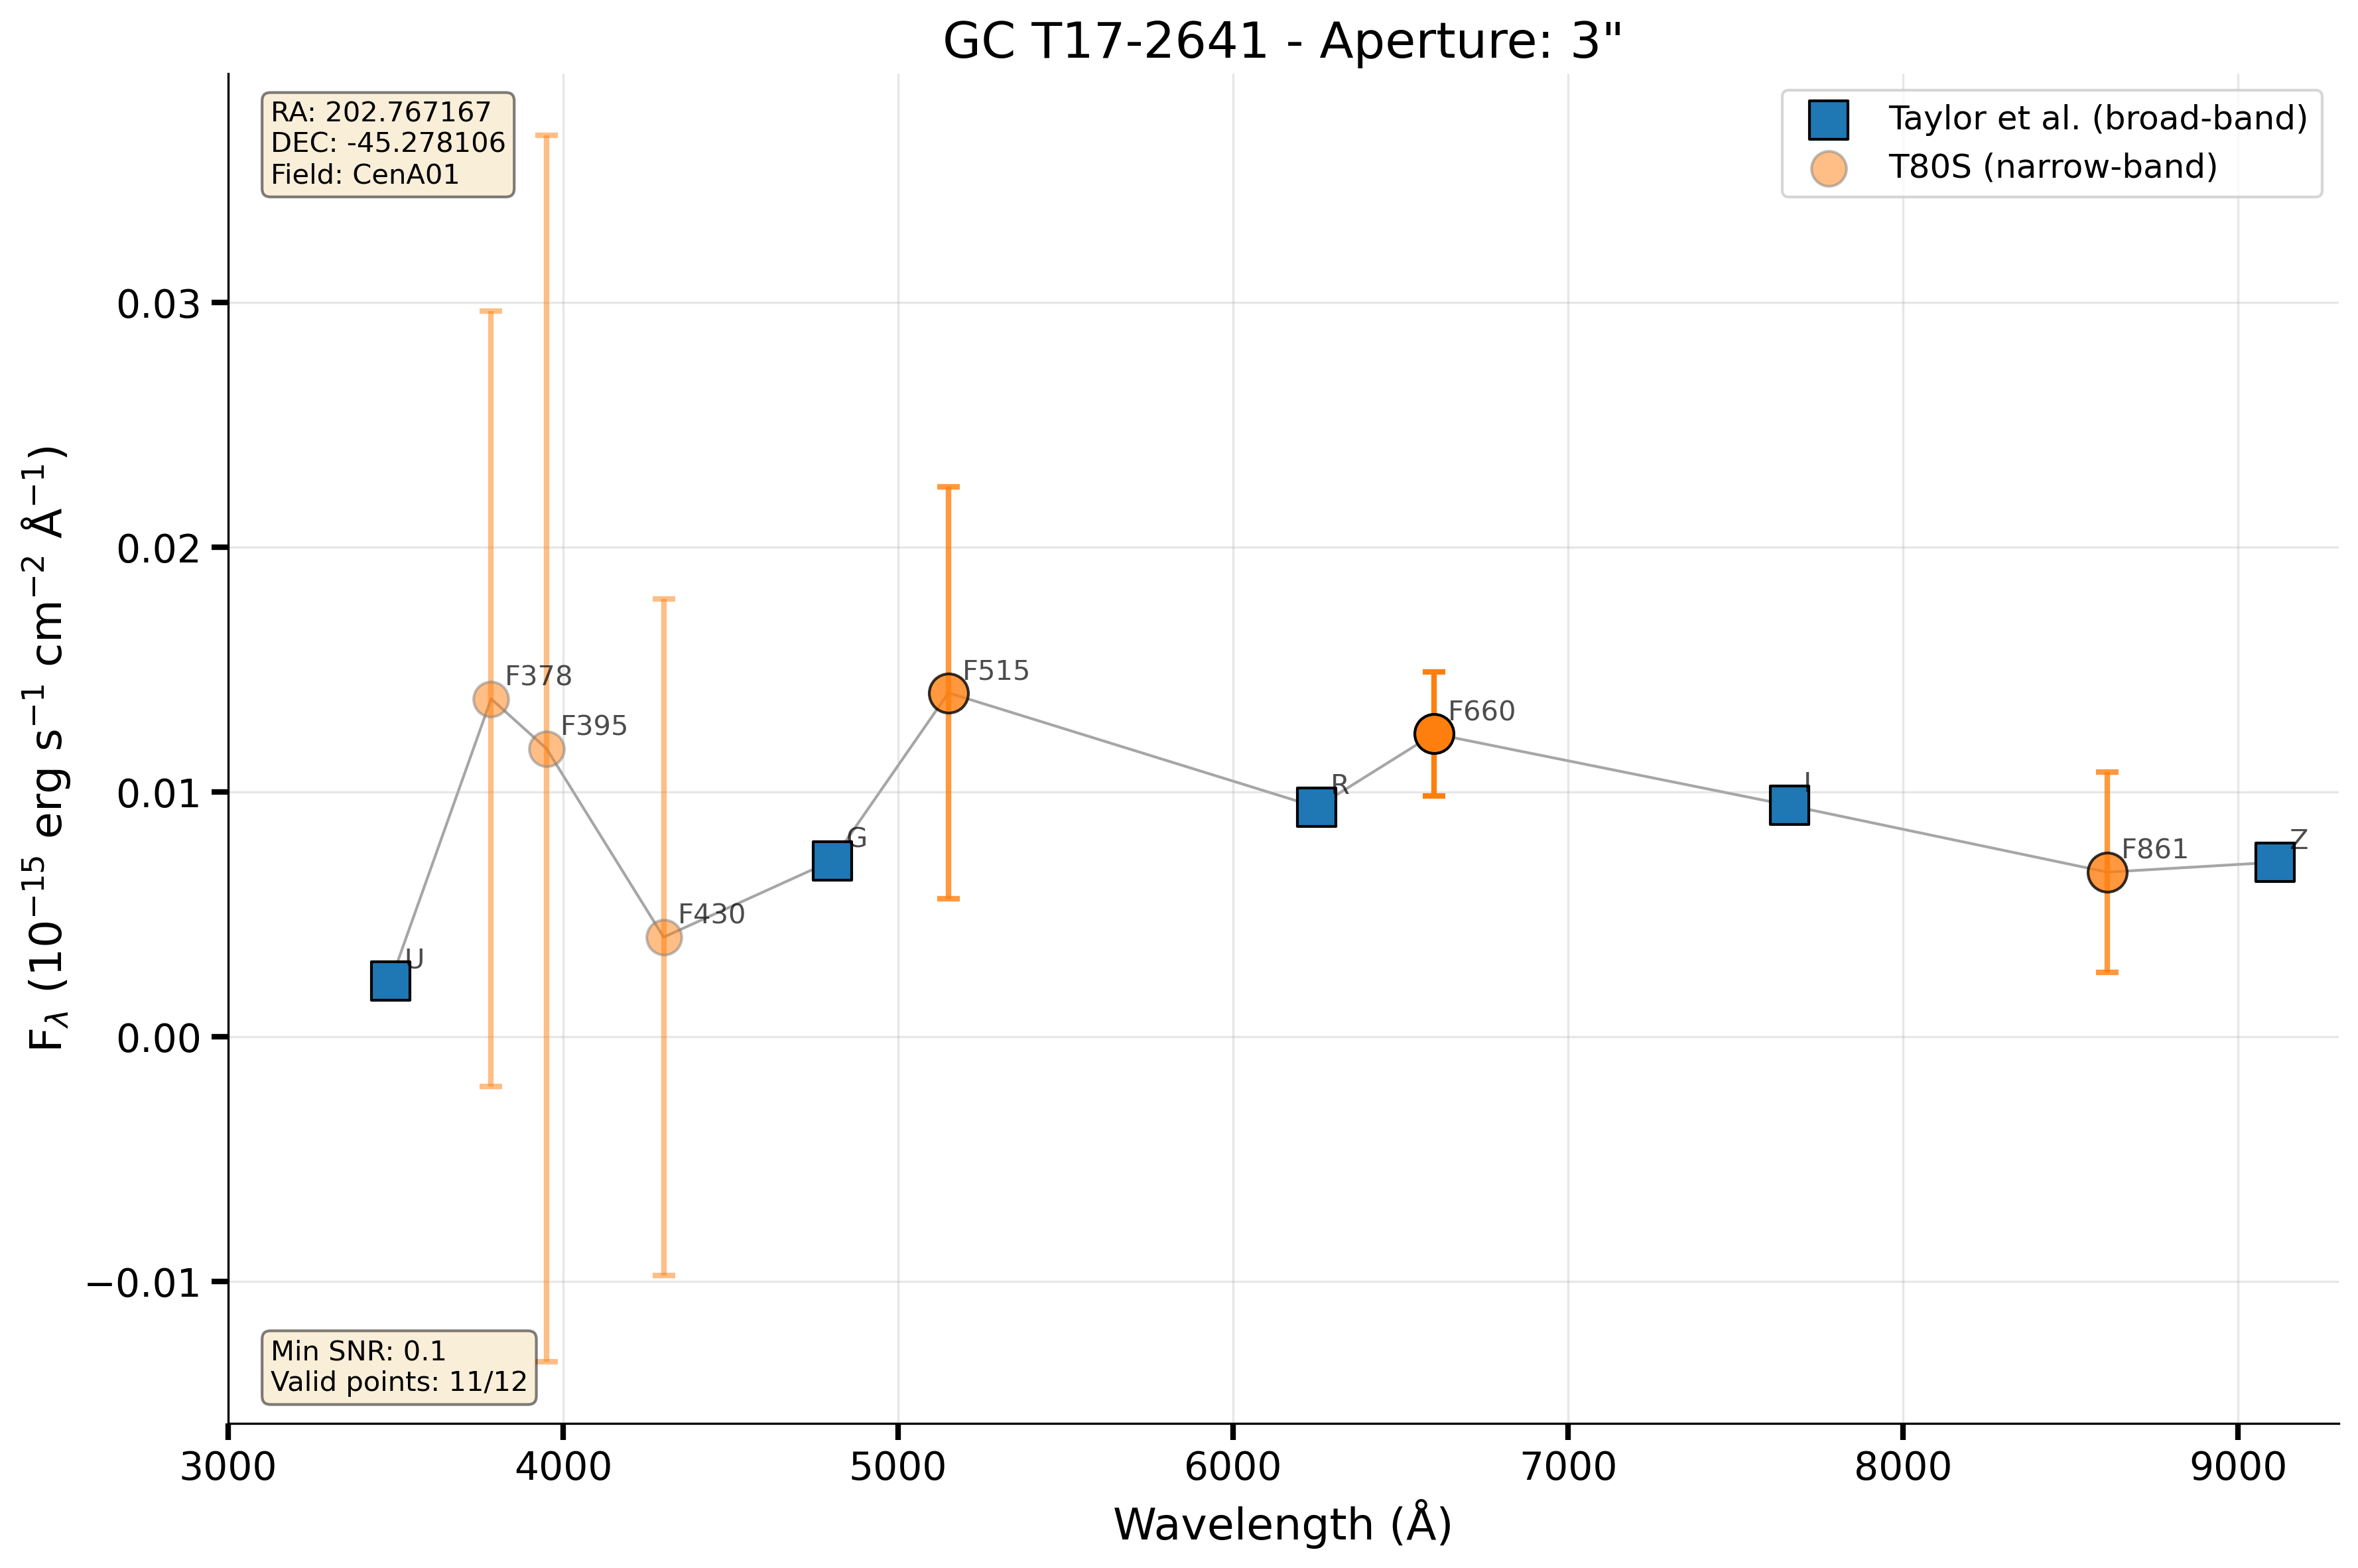 GC T17-2641 - Aperture: 3"
RA: 202.767167
DEC: -45.278106
Field: CenA01
Taylor et al. (broad-band)
T80S (narrow-band)
F378
F395
F430
F515
F660
F861
U
G
R
I
Z
Min SNR: 0.1
Valid points: 11/12
0.03
0.02
0.01
0.00
−0.01
3000
4000
5000
6000
7000
8000
9000
Wavelength (Å)
Fλ (10⁻¹⁵ erg s⁻¹ cm⁻² Å⁻¹)